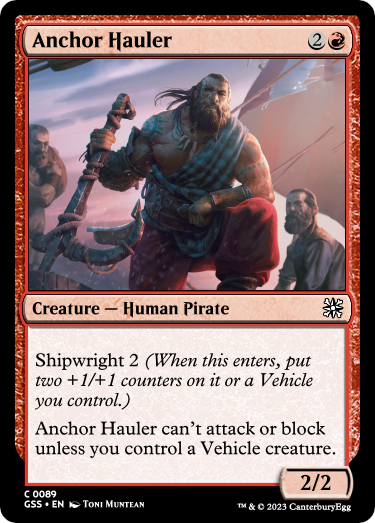 Anchor Hauler 2
Creature — Human Pirate
Shipwright 2 (When this enters, put
two +1/+1 counters on it or a Vehicle
you control.)
Anchor Hauler can't attack or block
unless you control a Vehicle creature.
2/2
C 0089
GSS • EN Toni Muntean
™ & © 2023 CanterburyEgg